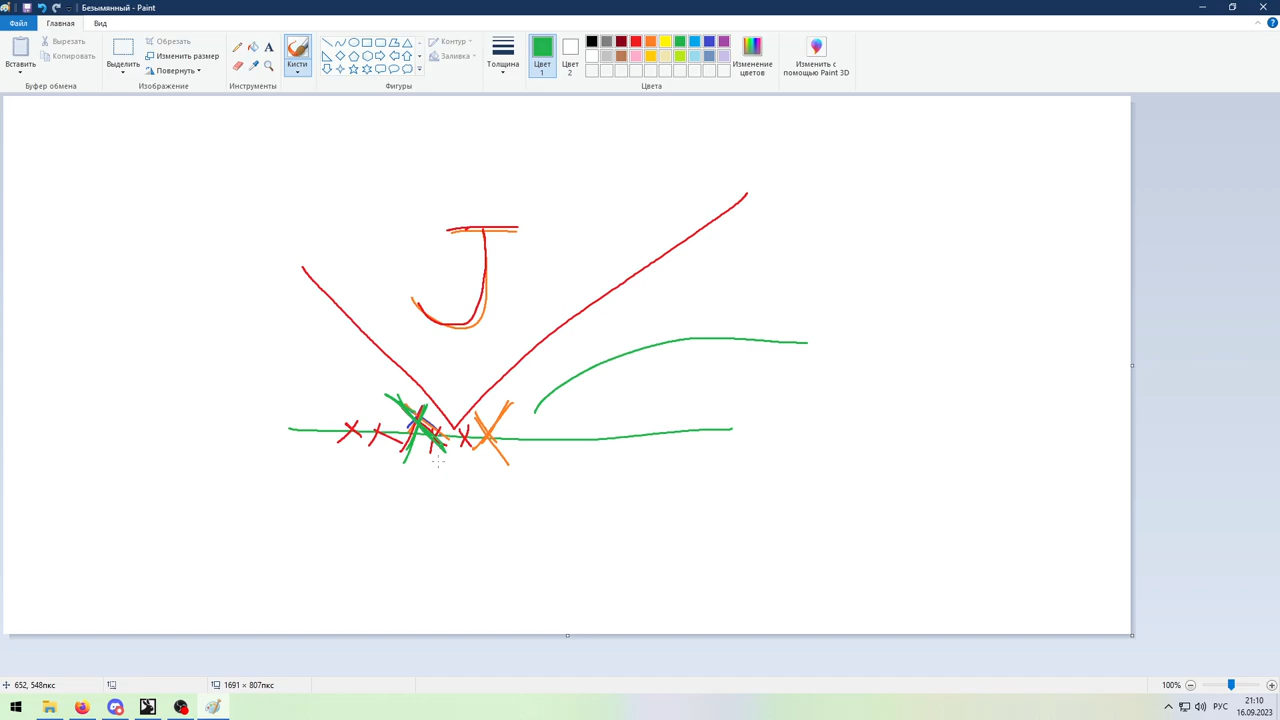 Безымянный - Paint
Файл Главная Вид
Вставить
Вырезать
Копировать
Буфер обмена
Выделить
Обрезать
Изменить размер
Повернуть
Изображение
A
Инструменты
Кисти
Контур
Заливка
Фигуры
Толщина
Цвет 1
Цвет 2
Изменение цветов
Цвета
Изменить с помощью Paint 3D
J
x x x x x x
652, 548пкс
1691 × 807пкс
100%
РУС
21:10
16.09.2023